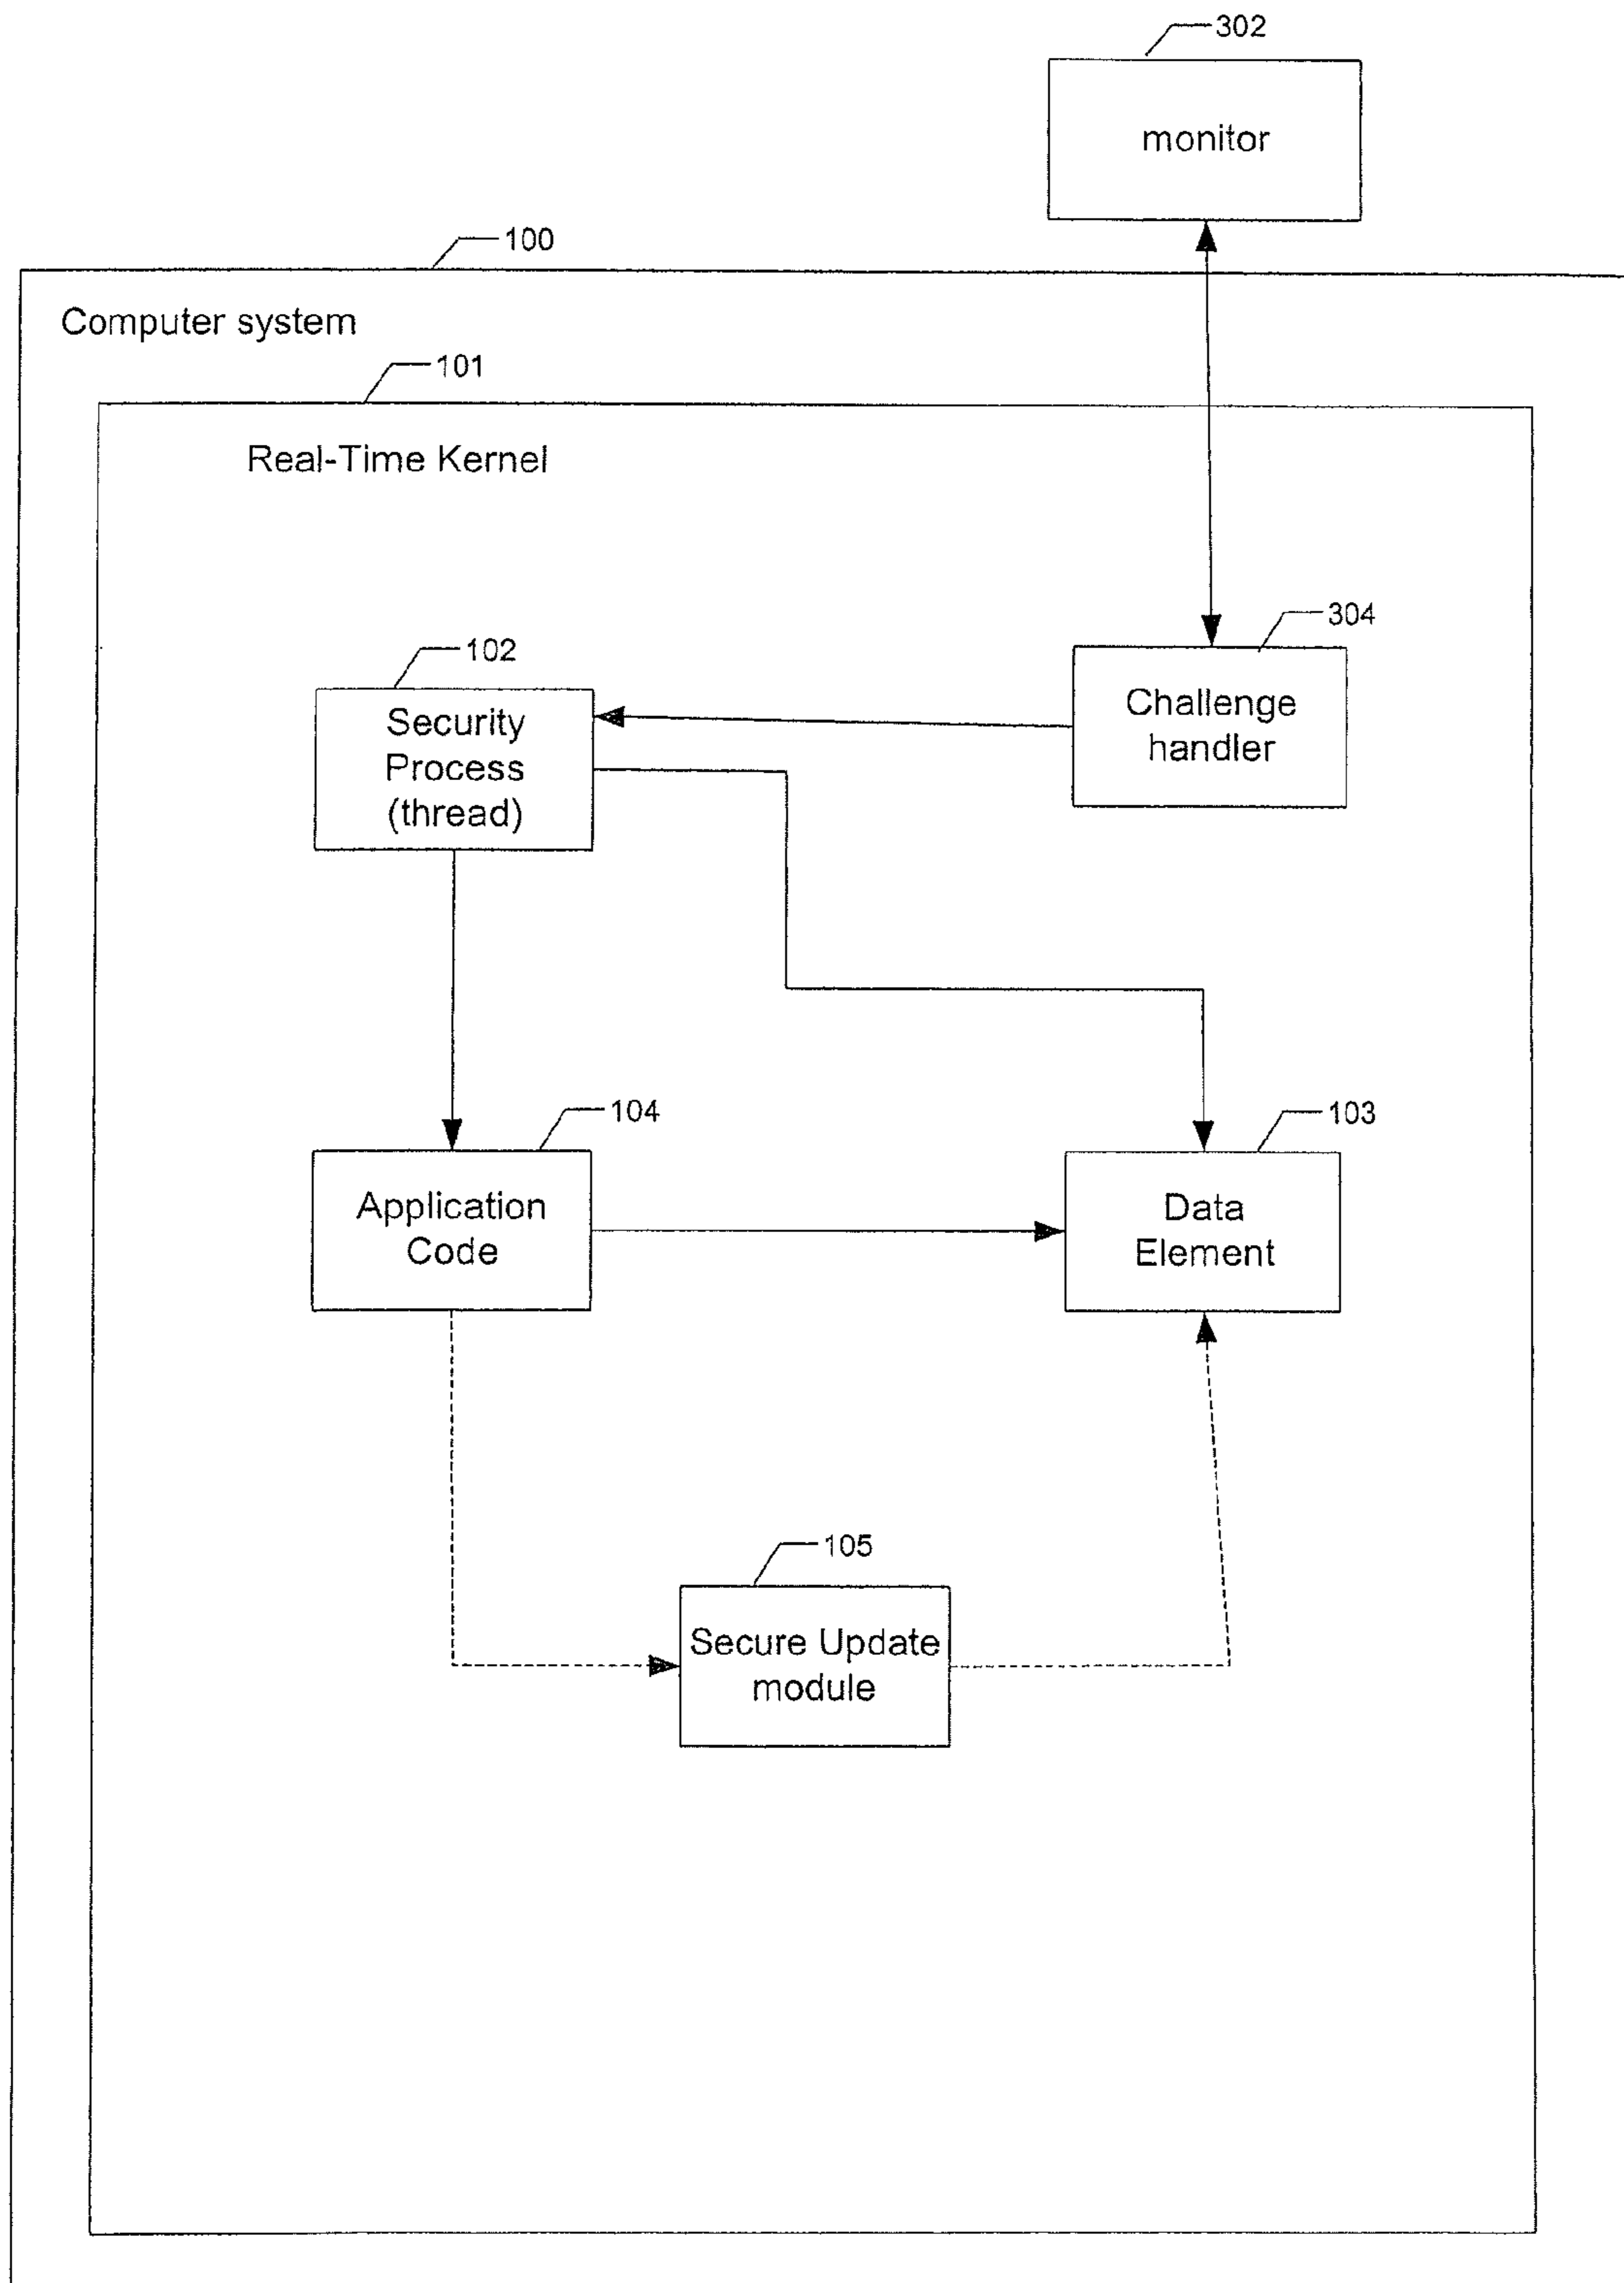 302
monitor
100
Computer system
101
Real-Time Kernel
304
102
Challenge
handler
Security
Process
(thread)
104
103
Application
Code
Data
Element
105
Secure Update
module